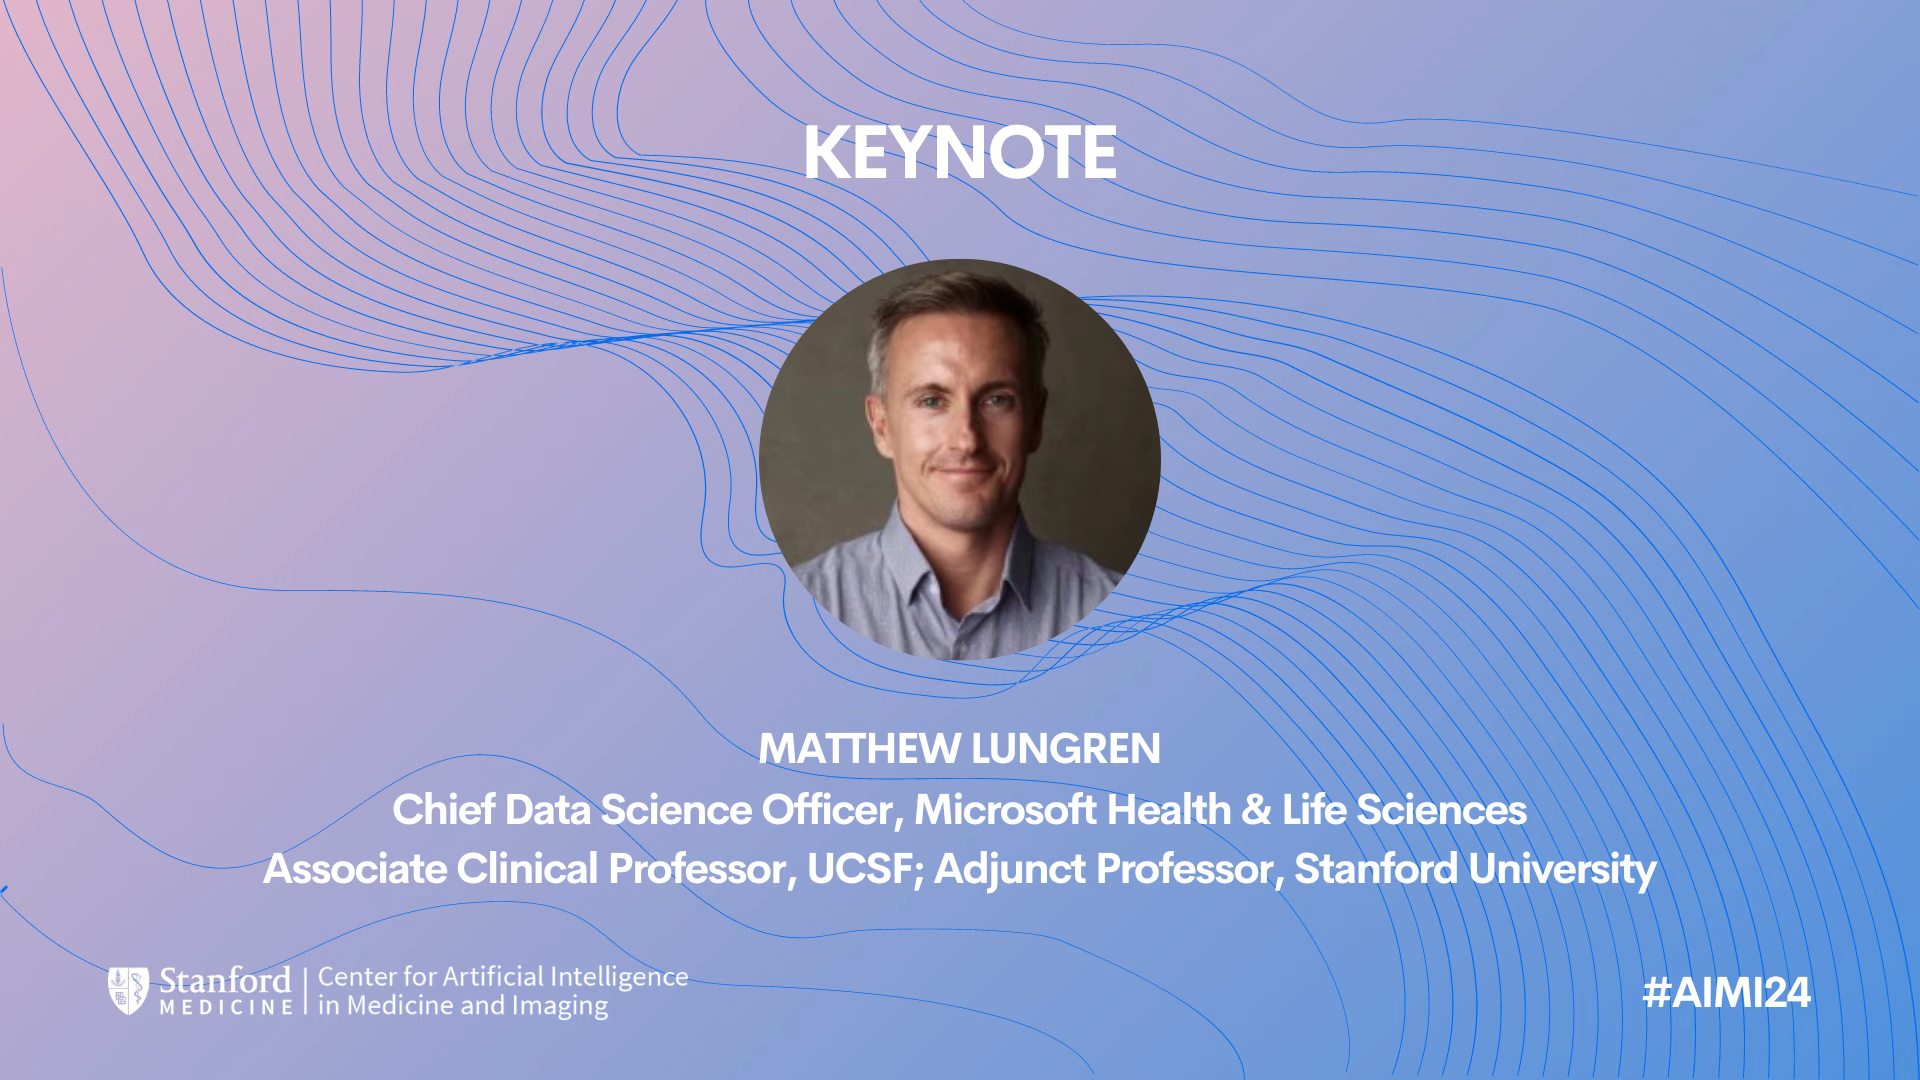 KEYNOTE
MATTHEW LUNGREN
Chief Data Science Officer, Microsoft Health & Life Sciences
Associate Clinical Professor, UCSF; Adjunct Professor, Stanford University
Stanford
MEDICINE
Center for Artificial Intelligence
in Medicine and Imaging
#AIMI24